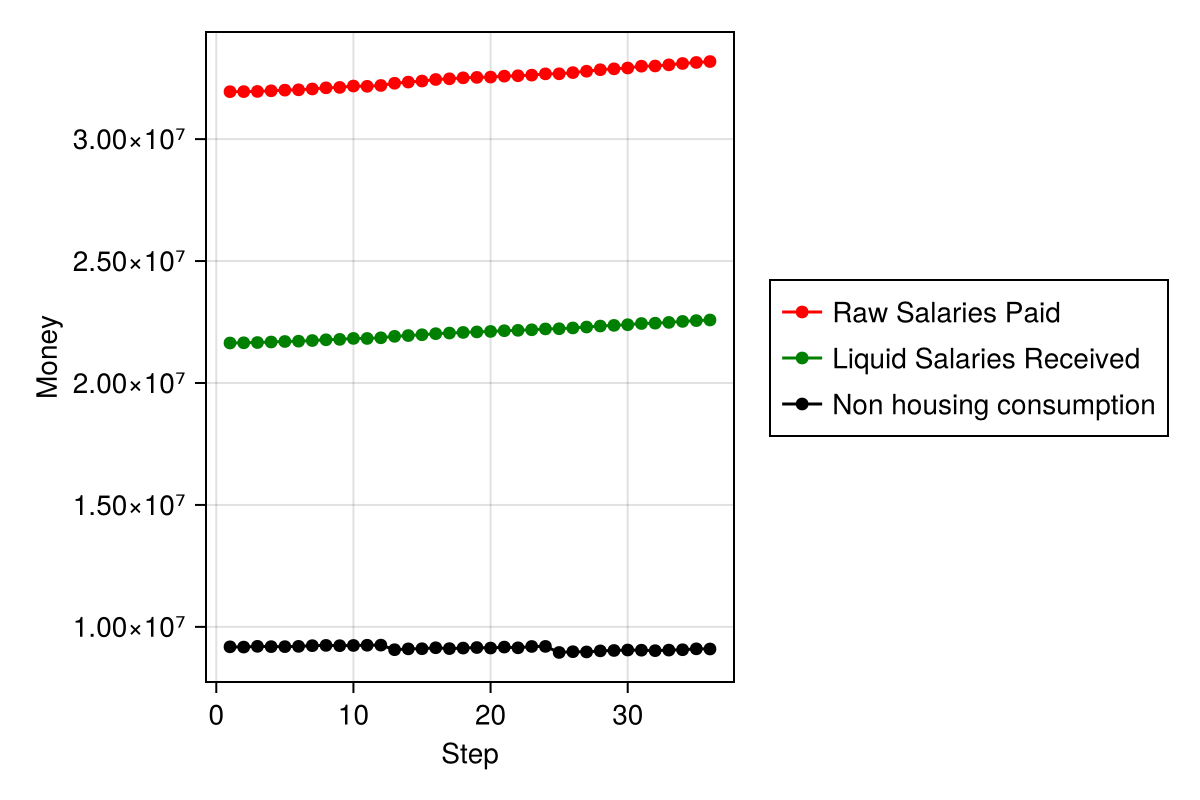 3.00×10⁷
2.50×10⁷
2.00×10⁷
1.50×10⁷
1.00×10⁷
Money
0 10 20 30
Step
Raw Salaries Paid
Liquid Salaries Received
Non housing consumption